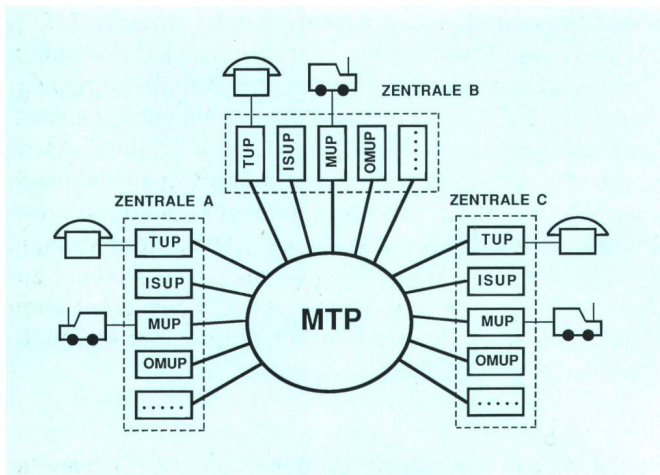 ZENTRALE B
TUP
ISUP
MUP
OMUP
.....
ZENTRALE A
TUP
ISUP
MUP
OMUP
.....
MTP
ZENTRALE C
TUP
ISUP
MUP
OMUP
.....